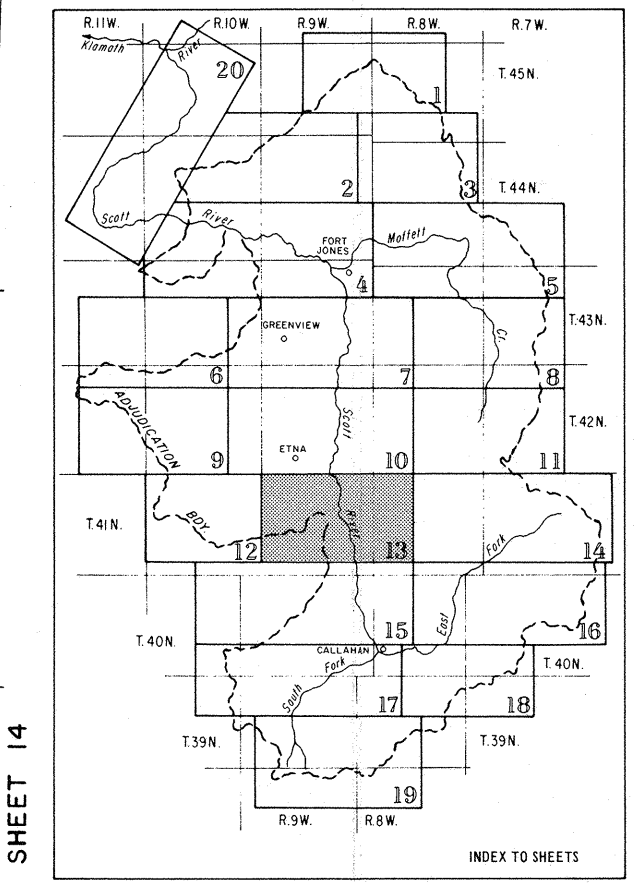 R.11W.
R.10W.
R.9W.
R.8W.
R.7W.
Klamath River
20
T.45N.
1
2
3
T.44N.
Scott River
FORT JONES
Moffett
4
5
GREENVIEW
Cr.
T.43N.
6
7
8
ADJUDICATION
Scott
T.42N.
ETNA
9
10
11
T.41N.
BDY
River
12
13
Fork
14
T.40N.
East
15
16
CALLAHAN
Fork
South
T.40N.
17
18
T.39N.
T.39N.
19
R.9W.
R.8W.
INDEX TO SHEETS
SHEET 14